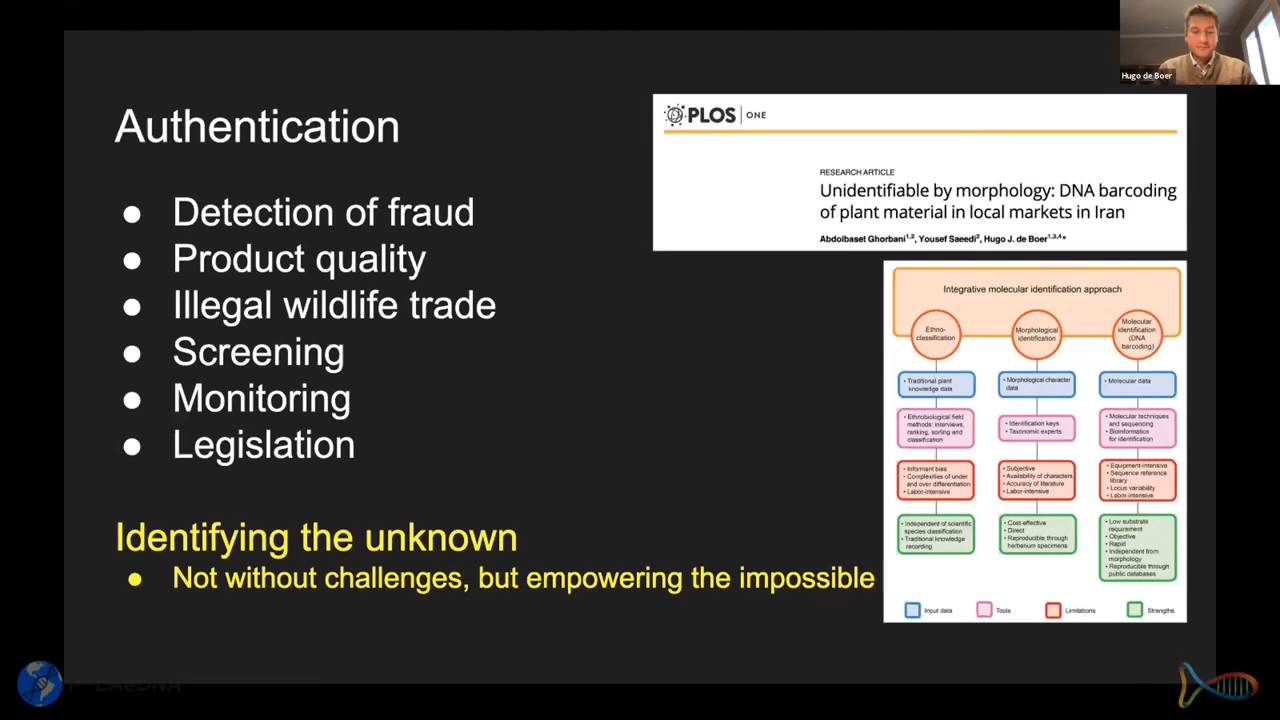 Hugo de Boer
Authentication
● Detection of fraud
● Product quality
● Illegal wildlife trade
● Screening
● Monitoring
● Legislation
Identifying the unknown
● Not without challenges, but empowering the impossible
PLOS | ONE
RESEARCH ARTICLE
Unidentifiable by morphology: DNA barcoding
of plant material in local markets in Iran
Abdolbaset Ghorbani1,2, Yousef Saeedi2, Hugo J. de Boer1,3,4*
Integrative molecular identification approach
Ethno-
classification
• Traditional plant
knowledge data
• Ethnobiological field
methods: interviews,
ranking, sorting and
classification
• Informant bias
• Complexities of under
and over differentiation
• Labor-intensive
• Independent of scientific
species classification
• Traditional knowledge
recording
Morphological
identification
• Morphological character
data
• Identification keys
• Taxonomic experts
• Subjective
• Availability of characters
• Accuracy of literature
• Labor-intensive
• Cost-effective
• Direct
• Reproducible through
herbarium specimens
Molecular
identification
(DNA
barcoding)
• Molecular data
• Molecular techniques
and sequencing
• Bioinformatics
for identification
• Equipment-intensive
• Sequence reference
library
• Locus variability
• Labor-intensive
• Low substrate
requirement
• Objective
• Rapid
• Independent from
morphology
• Reproducible through
public databases
Input data
Tools
Limitations
Strengths